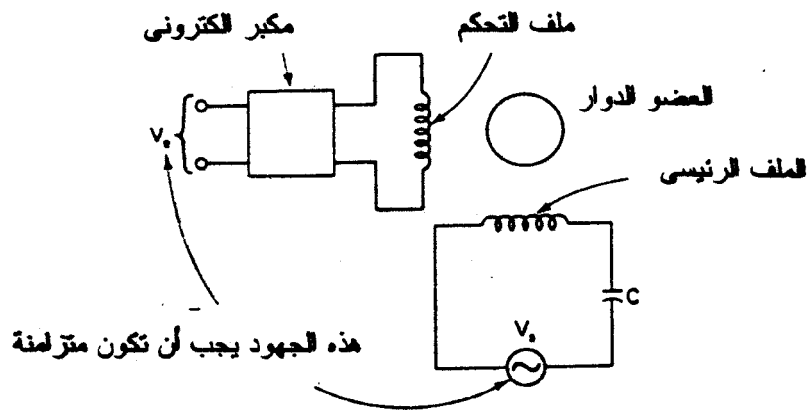 مكبر الكترونى
ملف التحكم
العضو الدوار
الملف الرئيسى
C
هذه الجهود يجب أن تكون متزامنة